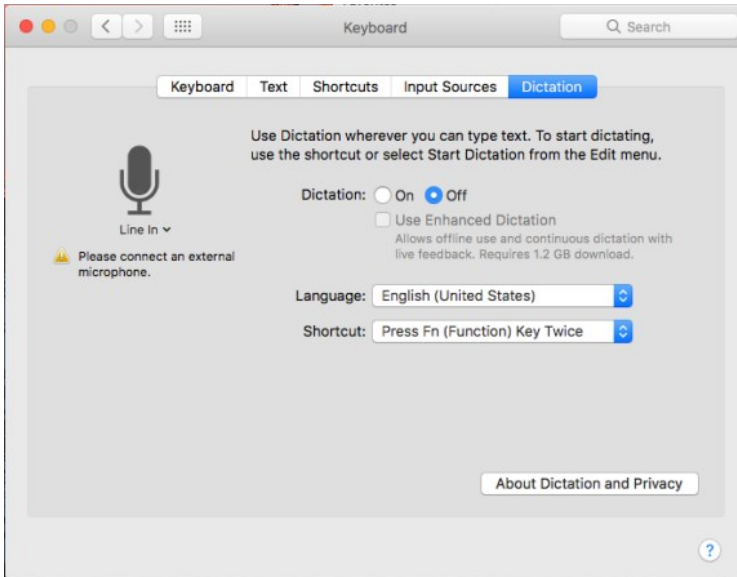 Keyboard
Search
Keyboard Text Shortcuts Input Sources Dictation
Use Dictation wherever you can type text. To start dictating,
use the shortcut or select Start Dictation from the Edit menu.
Line In
Please connect an external
microphone.
Dictation: On Off
Use Enhanced Dictation
Allows offline use and continuous dictation with
live feedback. Requires 1.2 GB download.
Language: English (United States)
Shortcut: Press Fn (Function) Key Twice
About Dictation and Privacy
?